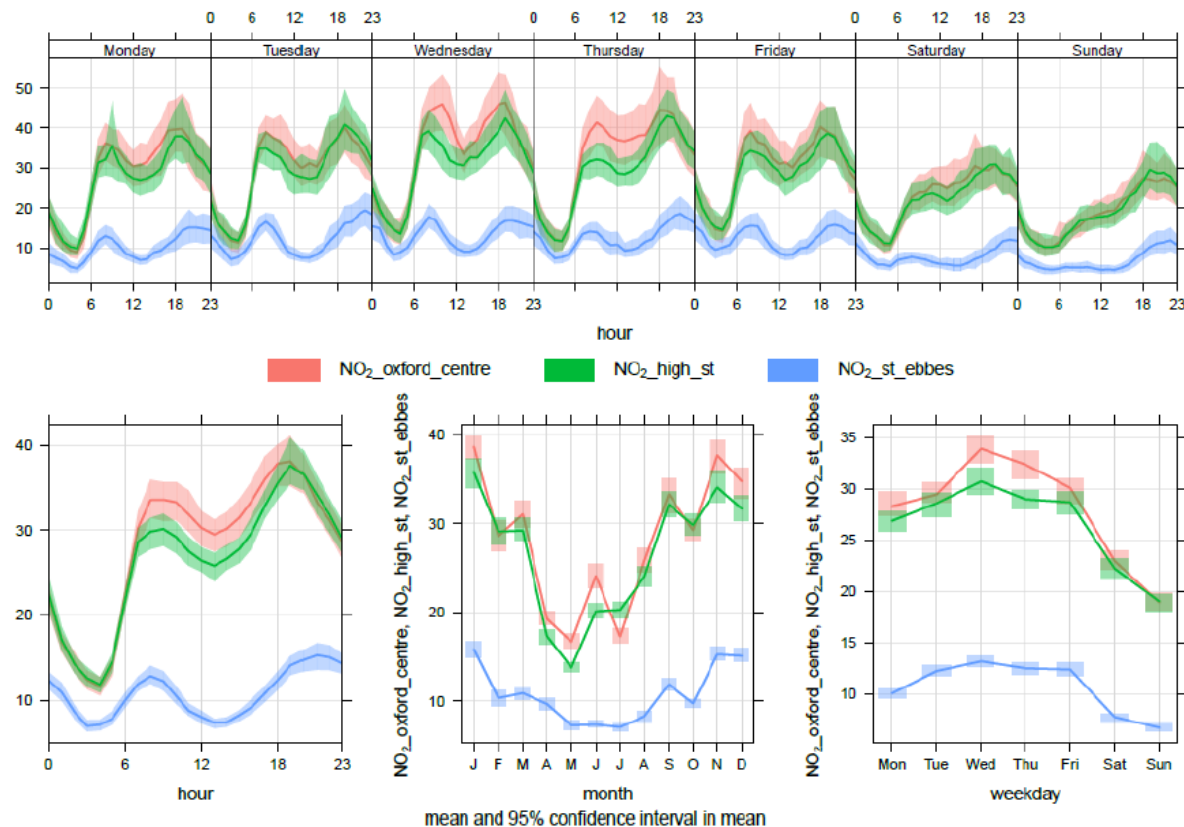 0 6 12 18 23 0 6 12 18 23 0 6 12 18 23
Monday Tuesday Wednesday Thursday Friday Saturday Sunday
50
40
30
20
10
0 6 12 18 23 0 6 12 18 23 0 6 12 18 23 0 6 12 18 23
hour
NO₂_oxford_centre NO₂_high_st NO₂_st_ebbes
40
30
20
10
0 6 12 18 23
hour
NO₂_oxford_centre, NO₂_high_st, NO₂_st_ebbes
40
30
20
10
J F M A M J J A S O N D
month
NO₂_oxford_centre, NO₂_high_st, NO₂_st_ebbes
35
30
25
20
15
10
Mon Tue Wed Thu Fri Sat Sun
weekday
mean and 95% confidence interval in mean